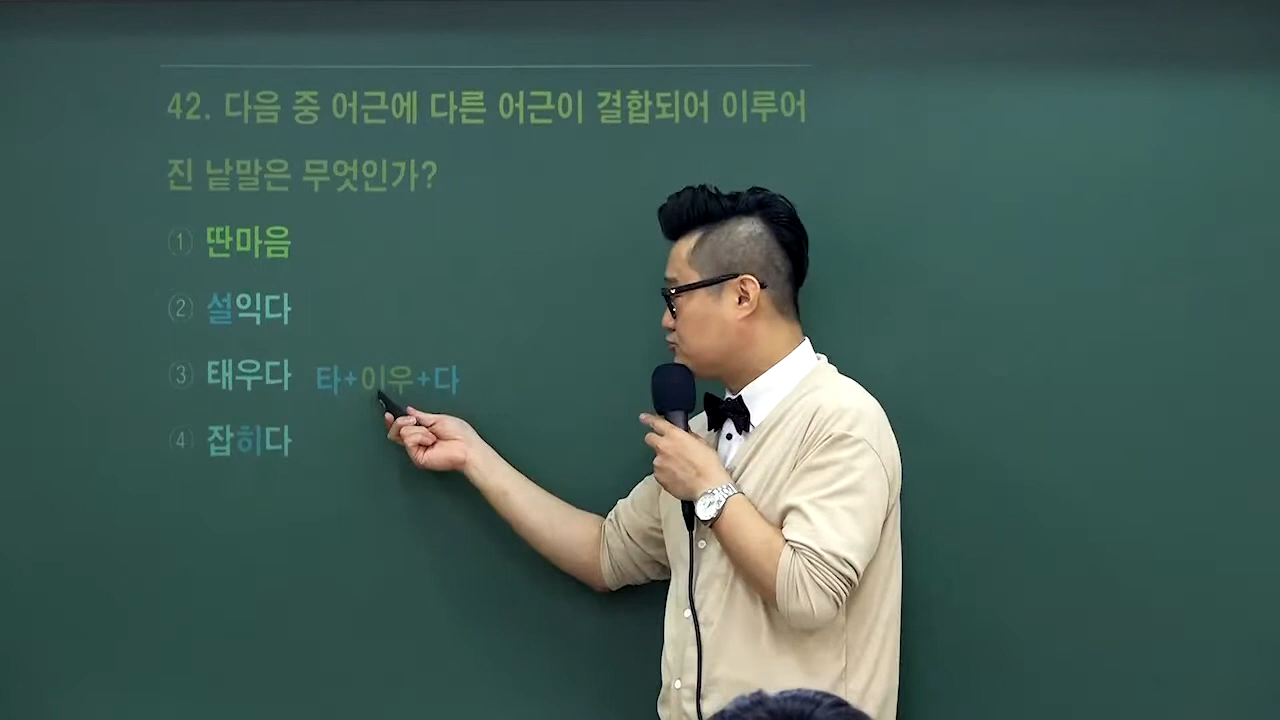 42. 다음 중 어근에 다른 어근이 결합되어 이루어
진 낱말은 무엇인가?
① 딴마음
② 설익다
③ 태우다 타+이우+다
④ 잡히다